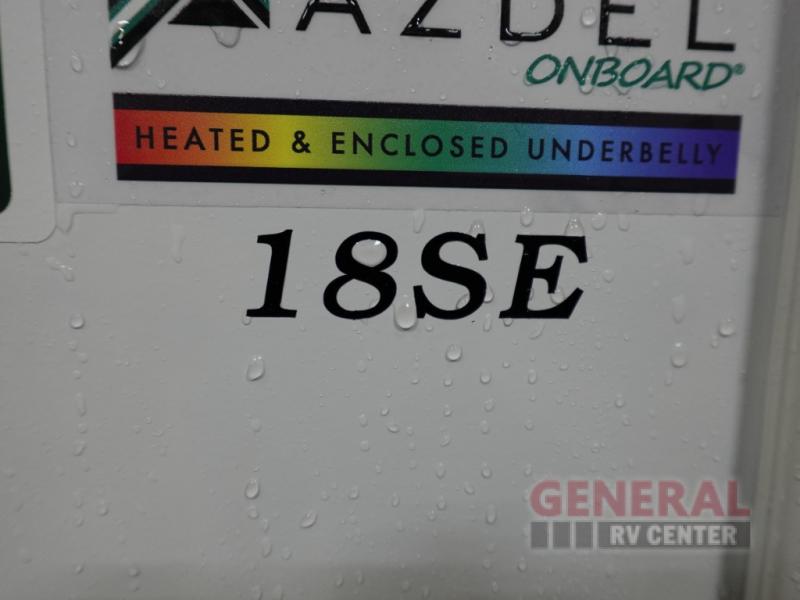 AZDEL
ONBOARD®
HEATED & ENCLOSED UNDERBELLY
18SE
GENERAL
RV CENTER